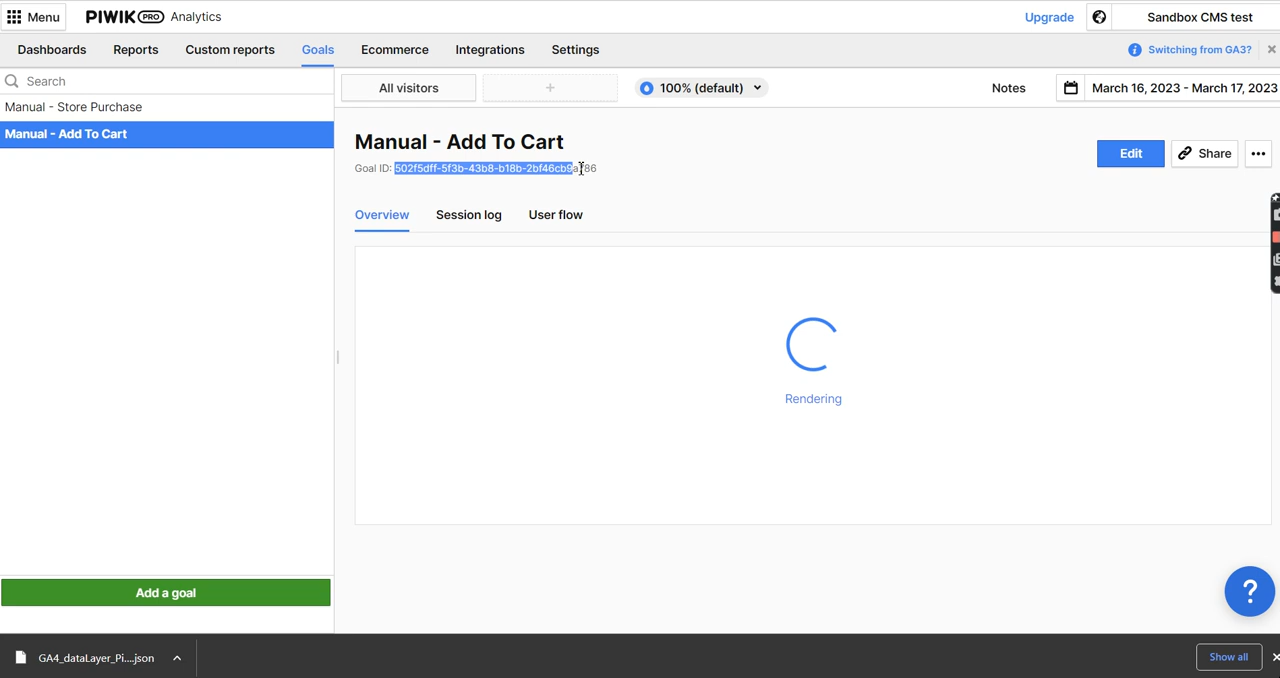 Menu PIWIK PRO Analytics Upgrade Sandbox CMS test
Dashboards Reports Custom reports Goals Ecommerce Integrations Settings i Switching from GA3? ×
Search
All visitors + 100% (default) Notes March 16, 2023 - March 17, 2023
Manual - Store Purchase
Manual - Add To Cart
Manual - Add To Cart
Goal ID: 502f5dff-5f3b-43b8-b18b-2bf46cb9a786
Edit Share
Overview Session log User flow
Rendering
Add a goal
?
GA4_dataLayer_Pi....json Show all